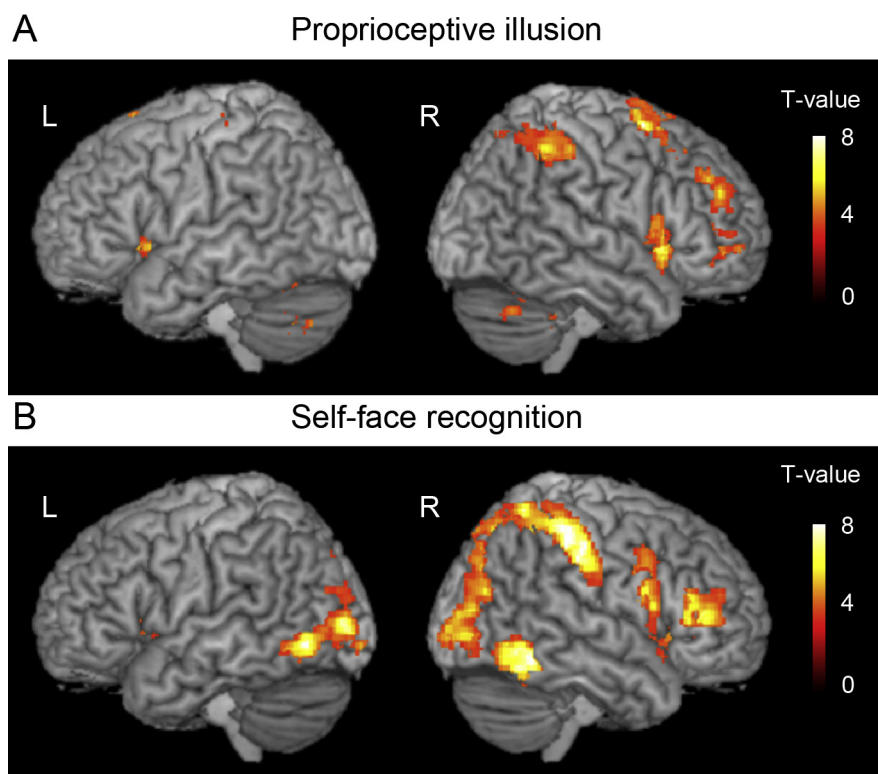 A
Proprioceptive illusion
L
R
T-value
8
4
0
B
Self-face recognition
L
R
T-value
8
4
0